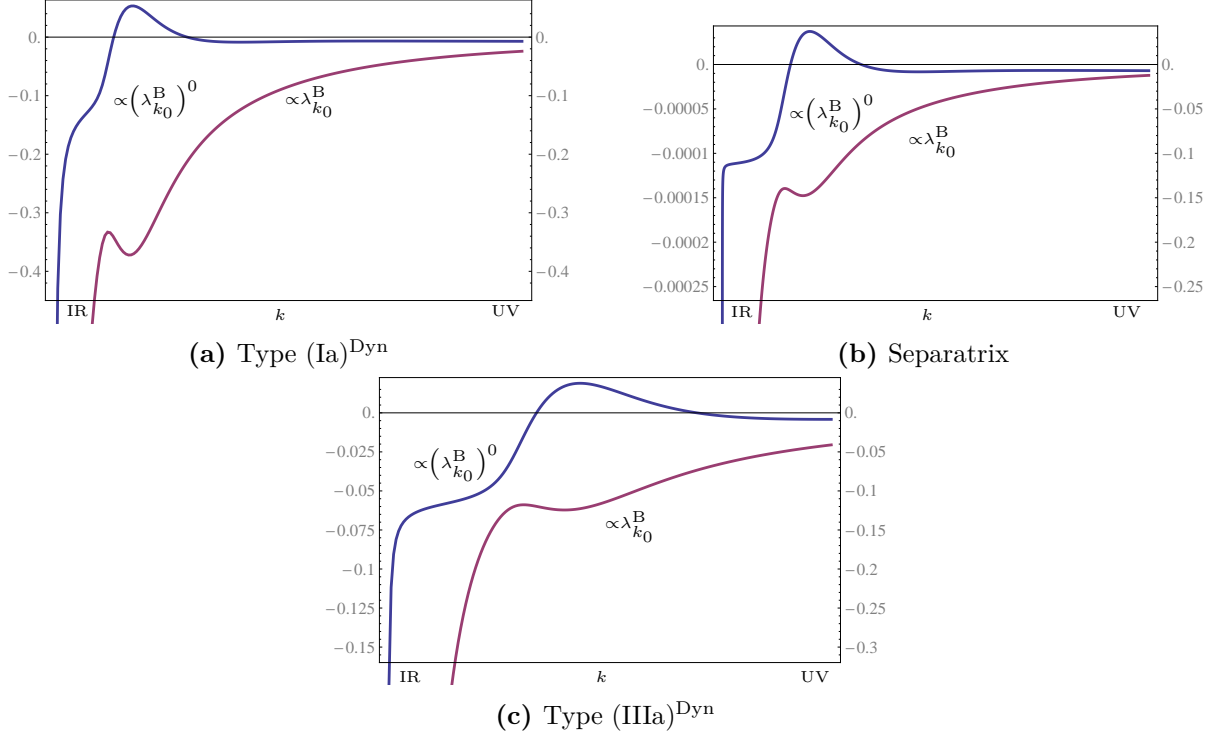 0. 0.
−0.1 −0.1
∝(λ^B_{k_0})^0 ∝λ^B_{k_0}
−0.2 −0.2
−0.3 −0.3
−0.4 −0.4
IR k UV
(a) Type (Ia)^Dyn
0. 0.
−0.00005 −0.05
∝(λ^B_{k_0})^0 ∝λ^B_{k_0}
−0.0001 −0.1
−0.00015 −0.15
−0.0002 −0.2
−0.00025 −0.25
IR k UV
(b) Separatrix
0. 0.
−0.025 −0.05
∝(λ^B_{k_0})^0
−0.05 −0.1
∝λ^B_{k_0}
−0.075 −0.15
−0.1 −0.2
−0.125 −0.25
−0.15 −0.3
IR k UV
(c) Type (IIIa)^Dyn